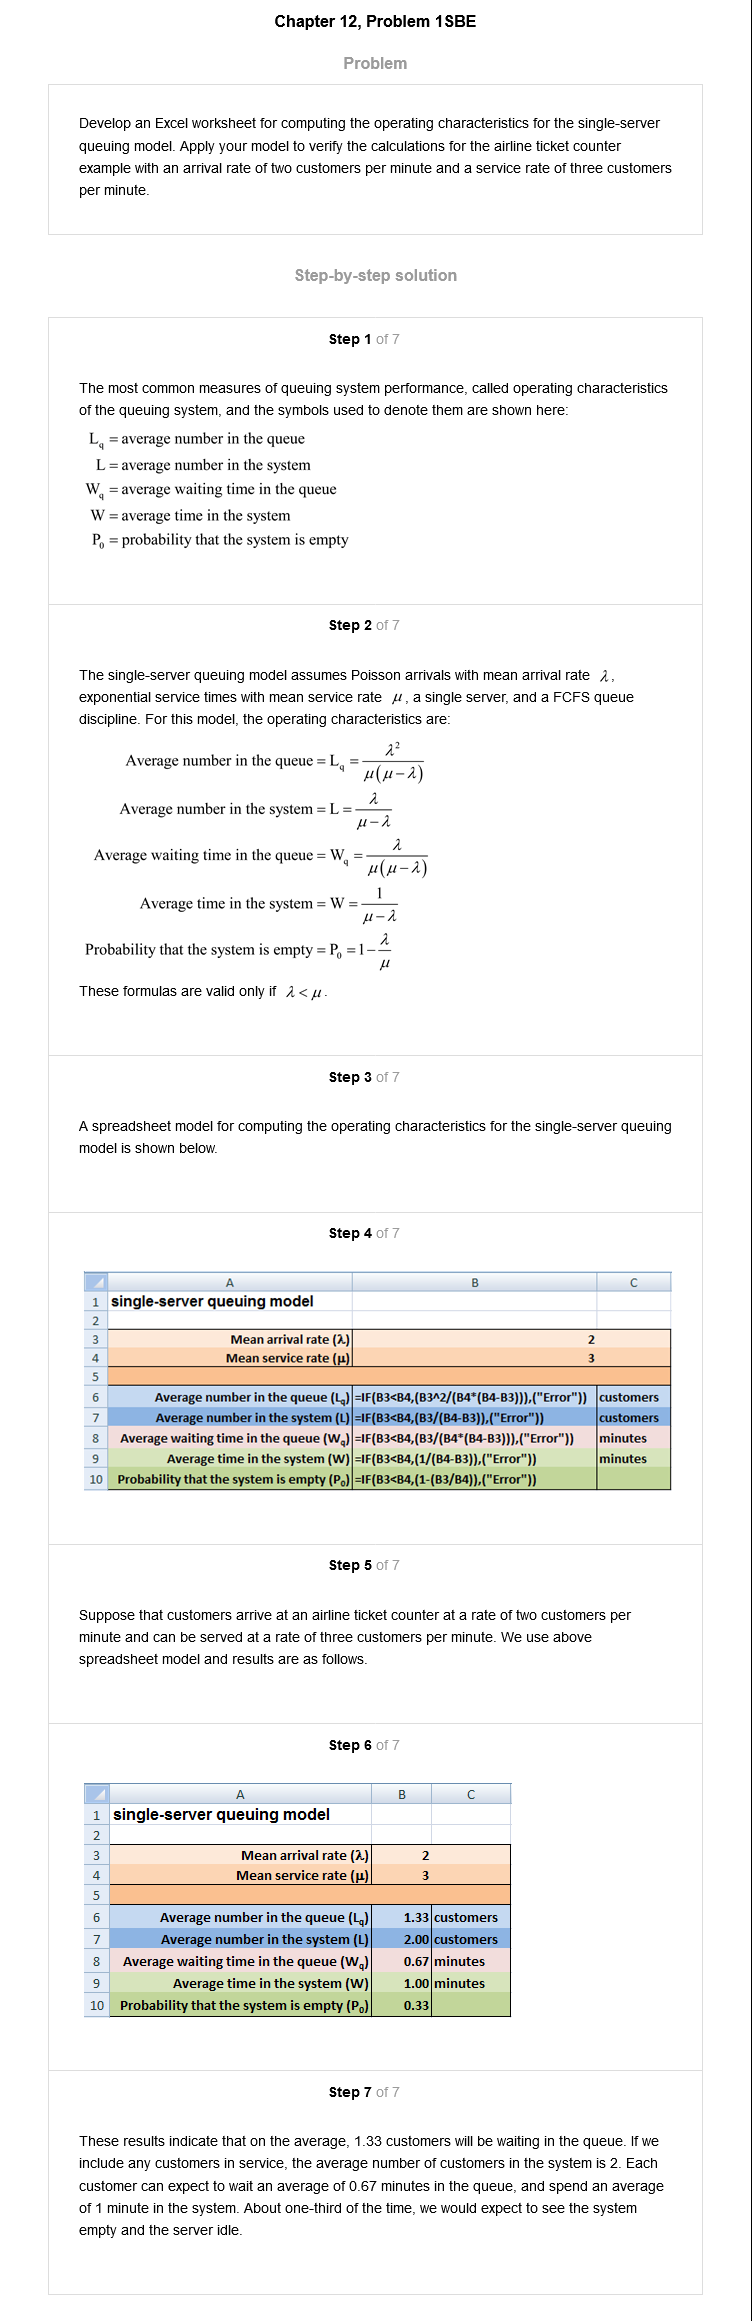 Chapter 12, Problem 1SBE
Problem
Develop an Excel worksheet for computing the operating characteristics for the single-server
queuing model. Apply your model to verify the calculations for the airline ticket counter
example with an arrival rate of two customers per minute and a service rate of three customers
per minute.
Step-by-step solution
Step 1 of 7
The most common measures of queuing system performance, called operating characteristics
of the queuing system, and the symbols used to denote them are shown here:
L_q = average number in the queue
L = average number in the system
W_q = average waiting time in the queue
W = average time in the system
P_0 = probability that the system is empty
Step 2 of 7
The single-server queuing model assumes Poisson arrivals with mean arrival rate λ,
exponential service times with mean service rate μ, a single server, and a FCFS queue
discipline. For this model, the operating characteristics are:
Average number in the queue = L_q = λ²/(μ(μ−λ))
Average number in the system = L = λ/(μ−λ)
Average waiting time in the queue = W_q = λ/(μ(μ−λ))
Average time in the system = W = 1/(μ−λ)
Probability that the system is empty = P_0 = 1−λ/μ
These formulas are valid only if λ < μ.
Step 3 of 7
A spreadsheet model for computing the operating characteristics for the single-server queuing
model is shown below.
Step 4 of 7
A B C
1 single-server queuing model
2
3 Mean arrival rate (λ) 2
4 Mean service rate (μ) 3
5
6 Average number in the queue (L_q) =IF(B3<B4,(B3^2/(B4*(B4-B3))),("Error")) customers
7 Average number in the system (L) =IF(B3<B4,(B3/(B4-B3)),("Error")) customers
8 Average waiting time in the queue (W_q) =IF(B3<B4,(B3/(B4*(B4-B3))),("Error")) minutes
9 Average time in the system (W) =IF(B3<B4,(1/(B4-B3)),("Error")) minutes
10 Probability that the system is empty (P_0) =IF(B3<B4,(1-(B3/B4)),("Error"))
Step 5 of 7
Suppose that customers arrive at an airline ticket counter at a rate of two customers per
minute and can be served at a rate of three customers per minute. We use above
spreadsheet model and results are as follows.
Step 6 of 7
A B C
1 single-server queuing model
2
3 Mean arrival rate (λ) 2
4 Mean service rate (μ) 3
5
6 Average number in the queue (L_q) 1.33 customers
7 Average number in the system (L) 2.00 customers
8 Average waiting time in the queue (W_q) 0.67 minutes
9 Average time in the system (W) 1.00 minutes
10 Probability that the system is empty (P_0) 0.33
Step 7 of 7
These results indicate that on the average, 1.33 customers will be waiting in the queue. If we
include any customers in service, the average number of customers in the system is 2. Each
customer can expect to wait an average of 0.67 minutes in the queue, and spend an average
of 1 minute in the system. About one-third of the time, we would expect to see the system
empty and the server idle.